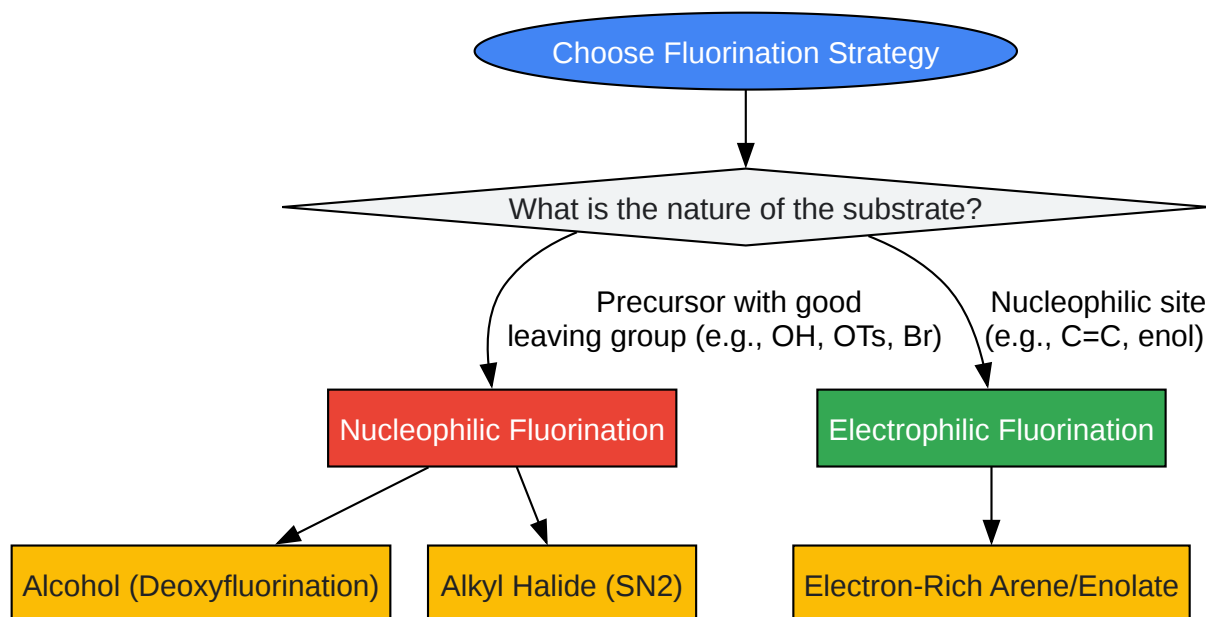 Choose Fluorination Strategy
What is the nature of the substrate?
Precursor with good
leaving group (e.g., OH, OTs, Br)
Nucleophilic site
(e.g., C=C, enol)
Nucleophilic Fluorination
Electrophilic Fluorination
Alcohol (Deoxyfluorination)
Alkyl Halide (SN2)
Electron-Rich Arene/Enolate